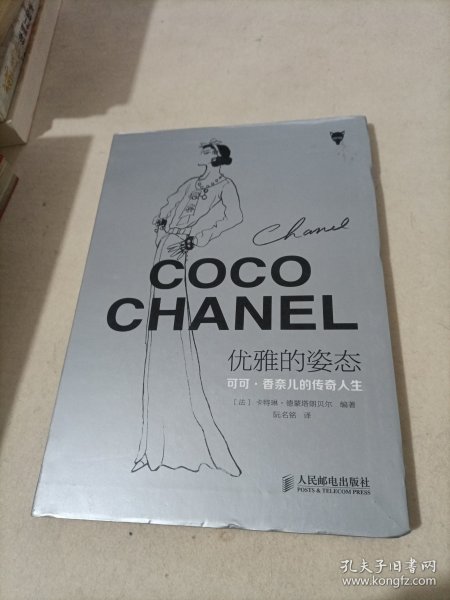 Chanel
COCO
CHANEL
优雅的姿态
可可·香奈儿的传奇人生
［法］卡特琳·德蒙塔朗贝尔 编著
阮名铭 译
人民邮电出版社
POSTS & TELECOM PRESS
孔夫子旧书网
www.kongfz.com